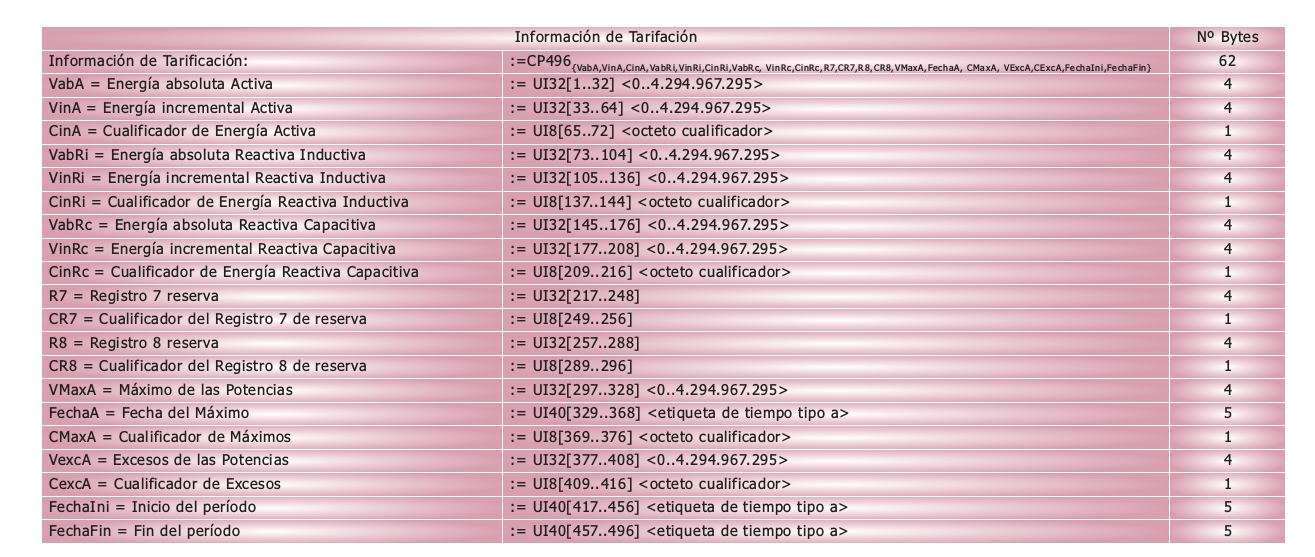 Información de Tarifación Nº Bytes
Información de Tarificación: :=CP496{VabA,VinA,CinA,VabRi,VinRi,CinRi,VabRc, VinRc,CinRc,R7,CR7,R8,CR8,VMaxA,FechaA, CMaxA, VExcA,CExcA,FechaIni,FechaFin} 62
VabA = Energía absoluta Activa := UI32[1..32] <0..4.294.967.295> 4
VinA = Energía incremental Activa := UI32[33..64] <0..4.294.967.295> 4
CinA = Cualificador de Energía Activa := UI8[65..72] <octeto cualificador> 1
VabRi = Energía absoluta Reactiva Inductiva := UI32[73..104] <0..4.294.967.295> 4
VinRi = Energía incremental Reactiva Inductiva := UI32[105..136] <0..4.294.967.295> 4
CinRi = Cualificador de Energía Reactiva Inductiva := UI8[137..144] <octeto cualificador> 1
VabRc = Energía absoluta Reactiva Capacitiva := UI32[145..176] <0..4.294.967.295> 4
VinRc = Energía incremental Reactiva Capacitiva := UI32[177..208] <0..4.294.967.295> 4
CinRc = Cualificador de Energía Reactiva Capacitiva := UI8[209..216] <octeto cualificador> 1
R7 = Registro 7 reserva := UI32[217..248] 4
CR7 = Cualificador del Registro 7 de reserva := UI8[249..256] 1
R8 = Registro 8 reserva := UI32[257..288] 4
CR8 = Cualificador del Registro 8 de reserva := UI8[289..296] 1
VMaxA = Máximo de las Potencias := UI32[297..328] <0..4.294.967.295> 4
FechaA = Fecha del Máximo := UI40[329..368] <etiqueta de tiempo tipo a> 5
CMaxA = Cualificador de Máximos := UI8[369..376] <octeto cualificador> 1
VexcA = Excesos de las Potencias := UI32[377..408] <0..4.294.967.295> 4
CexcA = Cualificador de Excesos := UI8[409..416] <octeto cualificador> 1
FechaIni = Inicio del período := UI40[417..456] <etiqueta de tiempo tipo a> 5
FechaFin = Fin del período := UI40[457..496] <etiqueta de tiempo tipo a> 5